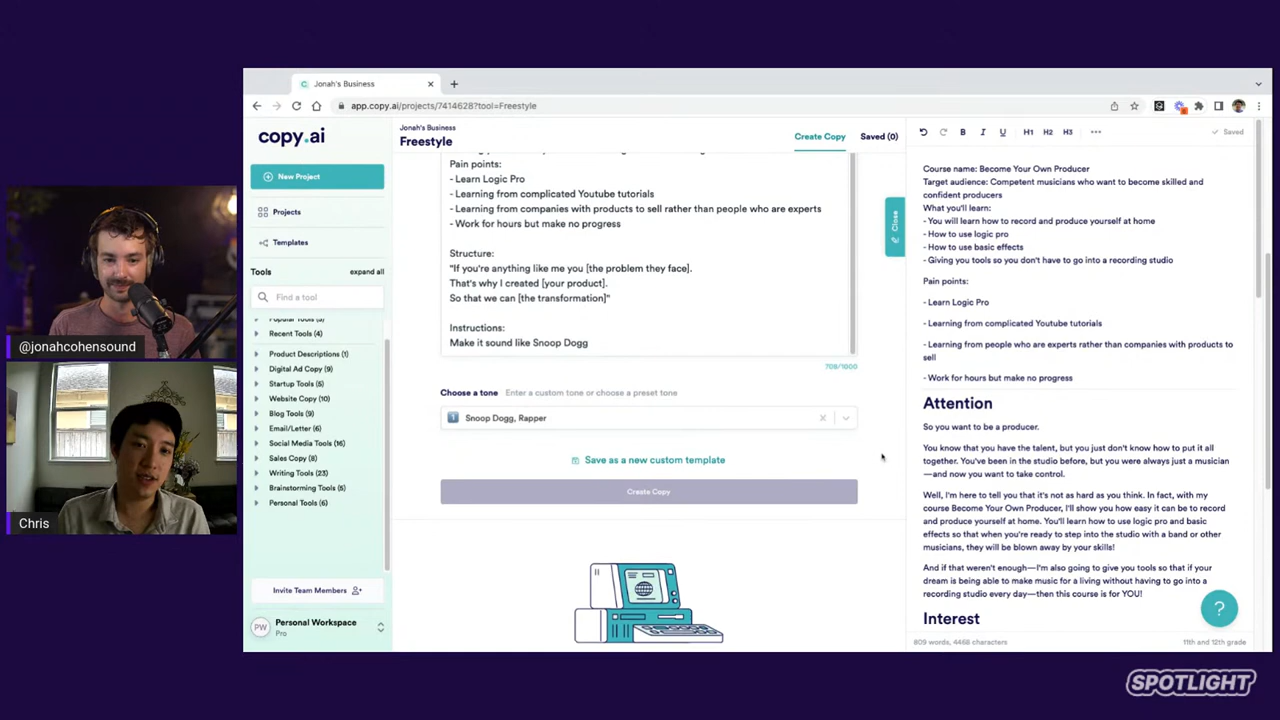 Jonah's Business
app.copy.ai/projects/7414628?tool=Freestyle
copy.ai
New Project
Projects
Templates
Tools
expand all
Find a tool
Recent Tools (4)
Product Descriptions (1)
Digital Ad Copy (9)
Startup Tools (5)
Website Copy (10)
Blog Tools (9)
Email/Letter (6)
Social Media Tools (16)
Sales Copy (8)
Writing Tools (23)
Brainstorming Tools (5)
Personal Tools (6)
Invite Team Members
PW
Personal Workspace
Pro
Jonah's Business
Freestyle
Create Copy
Saved (0)
Pain points:
- Learn Logic Pro
- Learning from complicated Youtube tutorials
- Learning from companies with products to sell rather than people who are experts
- Work for hours but make no progress
Structure:
"If you're anything like me you [the problem they face].
That's why I created [your product].
So that we can [the transformation]"
Instructions:
Make it sound like Snoop Dogg
708/1000
Choose a tone
Enter a custom tone or choose a preset tone
Snoop Dogg, Rapper
Save as a new custom template
Create Copy
Close
B
I
U
H1
H2
H3
Saved
Course name: Become Your Own Producer
Target audience: Competent musicians who want to become skilled and
confident producers
What you'll learn:
- You will learn how to record and produce yourself at home
- How to use logic pro
- How to use basic effects
- Giving you tools so you don't have to go into a recording studio
Pain points:
- Learn Logic Pro
- Learning from complicated Youtube tutorials
- Learning from people who are experts rather than companies with products to
sell
- Work for hours but make no progress
Attention
So you want to be a producer.
You know that you have the talent, but you just don't know how to put it all
together. You've been in the studio before, but you were always just a musician
—and now you want to take control.
Well, I'm here to tell you that it's not as hard as you think. In fact, with my
course Become Your Own Producer, I'll show you how easy it can be to record
and produce yourself at home. You'll learn how to use logic pro and basic
effects so that when you're ready to step into the studio with a band or other
musicians, they will be blown away by your skills!
And if that weren't enough—I'm also going to give you tools so that if your
dream is being able to make music for a living without having to go into a
recording studio every day—then this course is for YOU!
Interest
?
809 words, 4468 characters
11th and 12th grade
@jonahcohensound
Chris
SPOTLIGHT